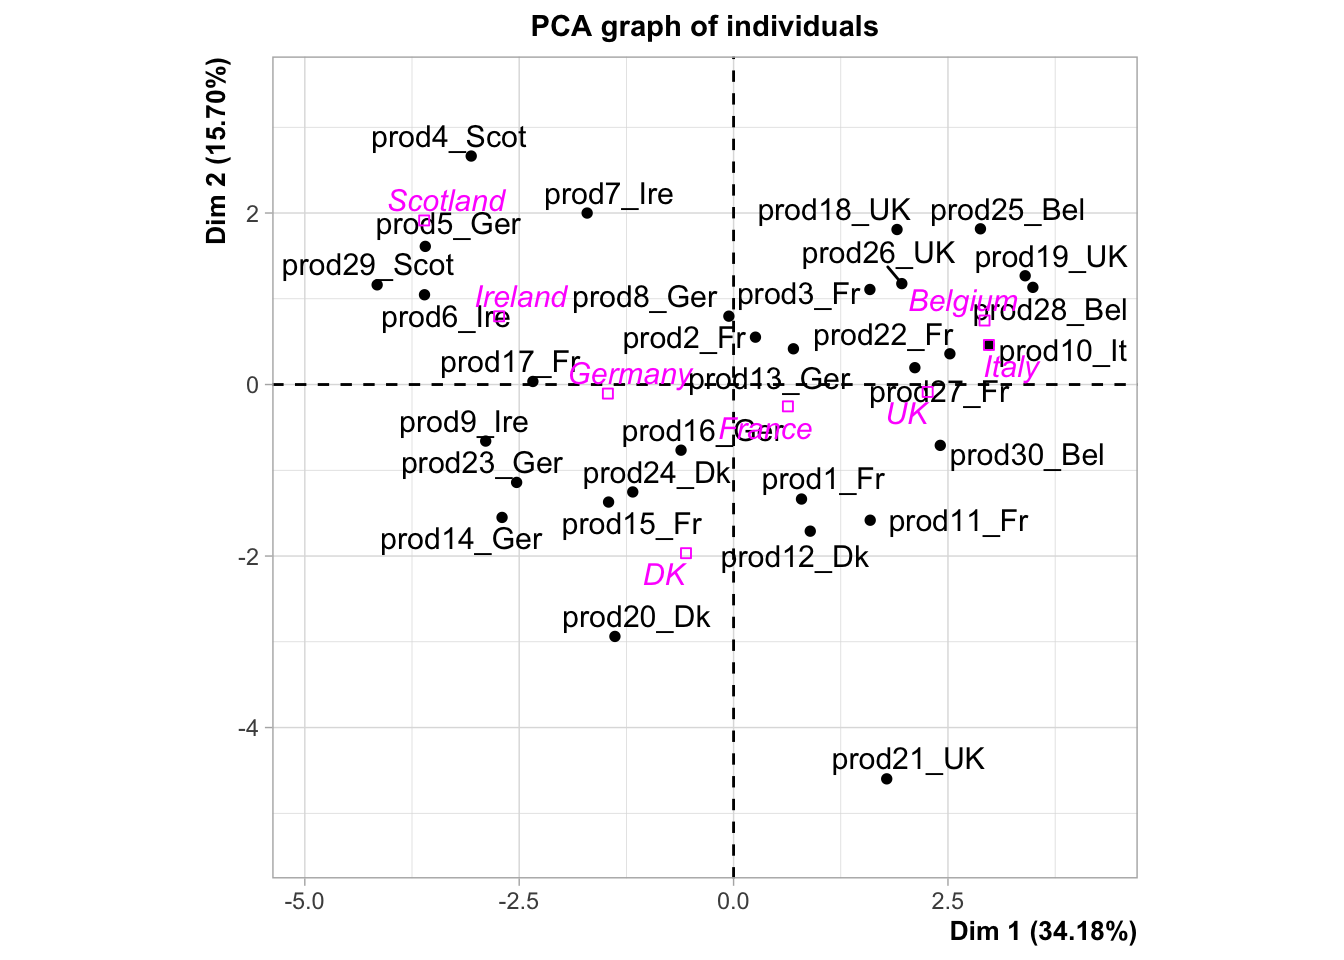 PCA graph of individuals
Dim 2 (15.70%)
prod4_Scot
Scotland
prod7_Ire
prod5_Ger
prod18_UK
prod25_Bel
prod29_Scot
prod26_UK
prod19_UK
Ireland
prod8_Ger
prod3_Fr
Belgium
prod6_Ire
prod28_Bel
prod2_Fr
prod22_Fr
prod10_It
prod17_Fr
Germany
prod13_Ger
Italy
prod27_Fr
prod9_Ire
prod16_Ger
France
UK
prod23_Ger
prod24_Dk
prod1_Fr
prod30_Bel
prod14_Ger
prod15_Fr
prod11_Fr
prod12_Dk
DK
prod20_Dk
prod21_UK
2
0
-2
-4
-5.0
-2.5
0.0
2.5
Dim 1 (34.18%)